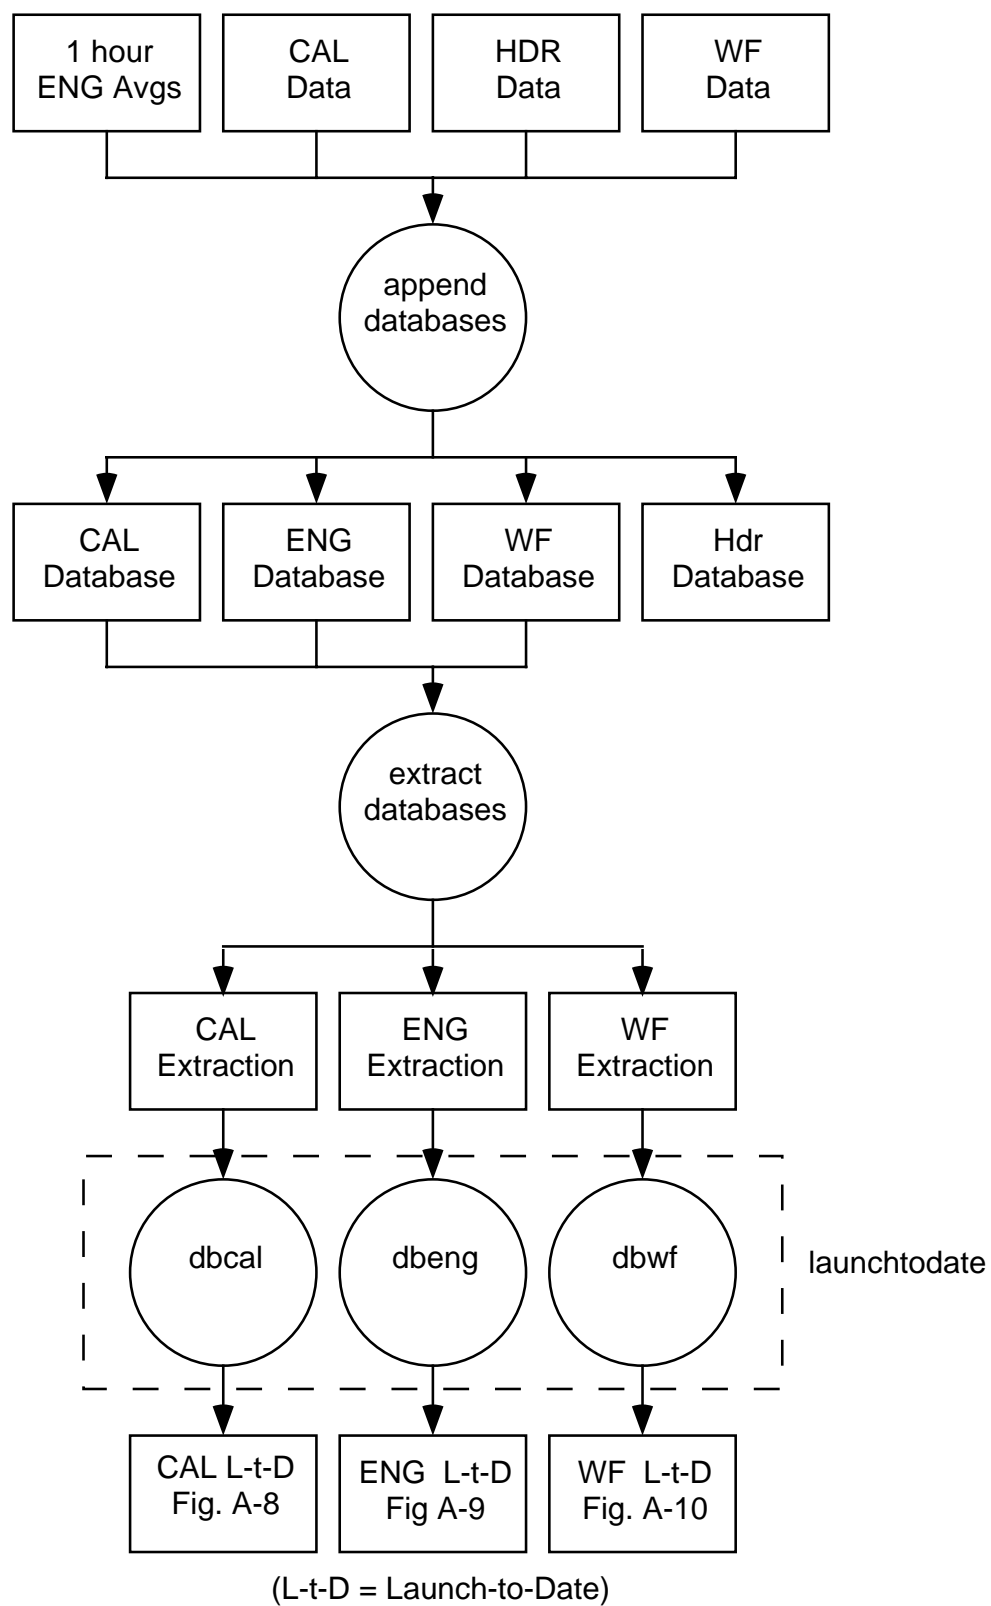 1 hour
ENG Avgs
CAL
Data
HDR
Data
WF
Data
append
databases
CAL
Database
ENG
Database
WF
Database
Hdr
Database
extract
databases
CAL
Extraction
ENG
Extraction
WF
Extraction
dbcal
dbeng
dbwf
launchtodate
CAL L-t-D
Fig. A-8
ENG L-t-D
Fig A-9
WF L-t-D
Fig. A-10
(L-t-D = Launch-to-Date)